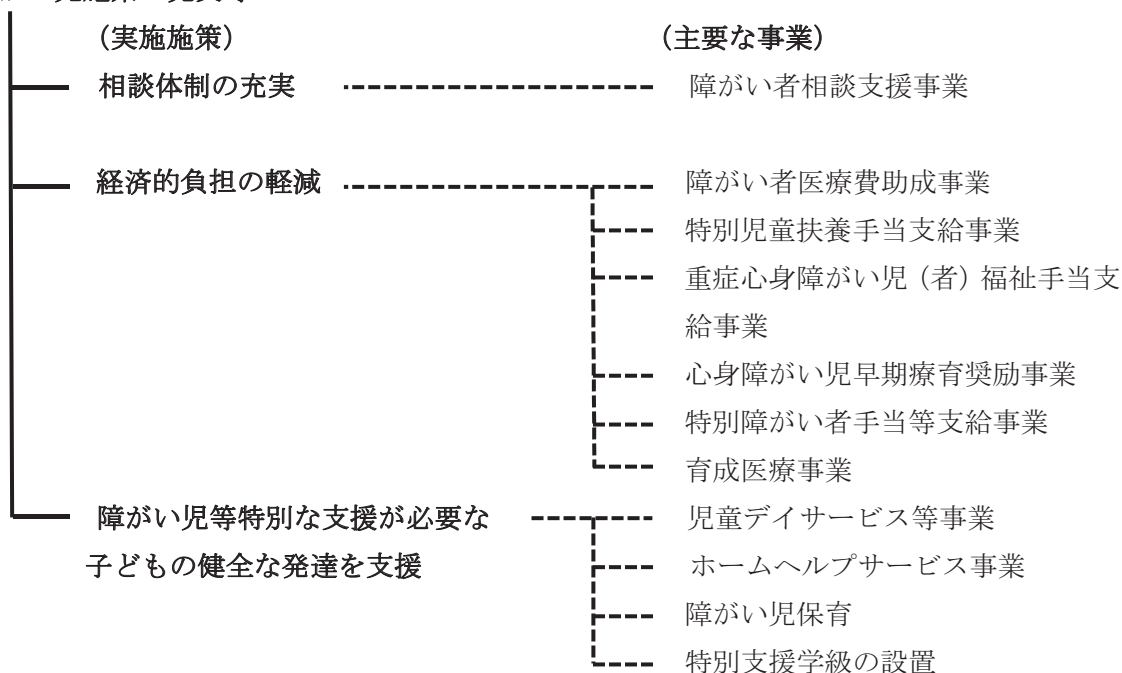 (実施施策) (主要な事業)
相談体制の充実 障がい者相談支援事業
経済的負担の軽減 障がい者医療費助成事業
特別児童扶養手当支給事業
重症心身障がい児(者)福祉手当支
給事業
心身障がい児早期療育奨励事業
特別障がい者手当等支給事業
育成医療事業
障がい児等特別な支援が必要な 児童デイサービス等事業
子どもの健全な発達を支援 ホームヘルプサービス事業
障がい児保育
特別支援学級の設置